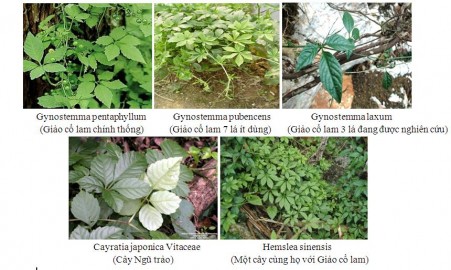 Gynostemma pentaphyllum
(Giảo cổ lam chính thống)
Gynostemma pubencens
(Giảo cổ lam 7 lá ít dùng)
Gynostemma laxum
(Giảo cổ lam 3 lá đang được nghiên cứu)
Cayratia japonica Vitaceae
(Cây Ngũ trảo)
Hemslea sinensis
(Một cây cùng họ với Giảo cổ lam)